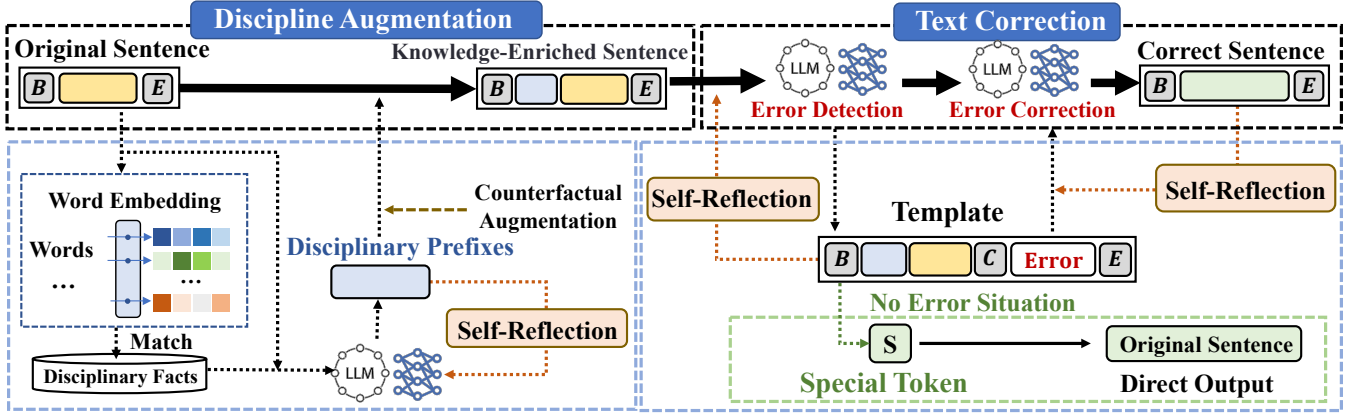 Discipline Augmentation
Text Correction
Original Sentence
B E
Knowledge-Enriched Sentence
B E
LLM
Error Detection
LLM
Error Correction
Correct Sentence
B E
Word Embedding
Words
...
...
Match
Disciplinary Facts
Counterfactual
Augmentation
Disciplinary Prefixes
Self-Reflection
LLM
Self-Reflection
Self-Reflection
Template
B C Error E
No Error Situation
S
Original Sentence
Special Token
Direct Output